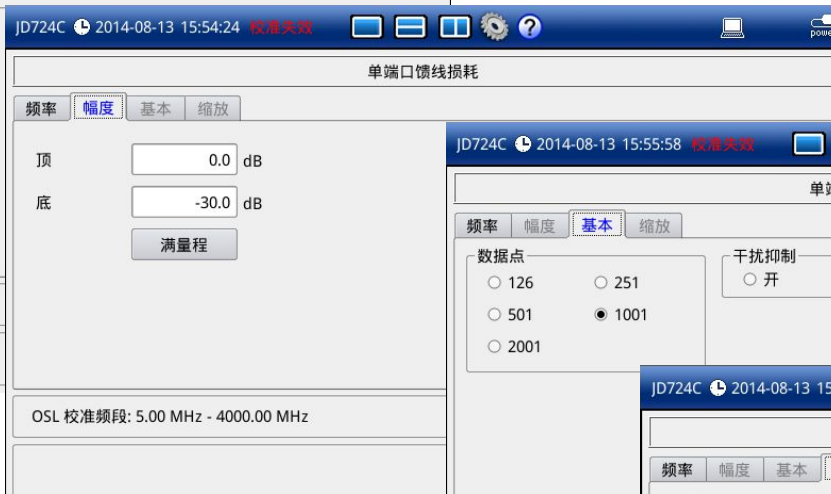 JD724C 2014-08-13 15:54:24 校准失效
power
单端口馈线损耗
频率 幅度 基本 缩放
顶 0.0 dB
底 -30.0 dB
满量程
OSL 校准频段: 5.00 MHz - 4000.00 MHz
JD724C 2014-08-13 15:55:58 校准失效
单
频率 幅度 基本 缩放
数据点
126 251
501 1001
2001
干扰抑制
开
JD724C 2014-08-13 15
频率 幅度 基本